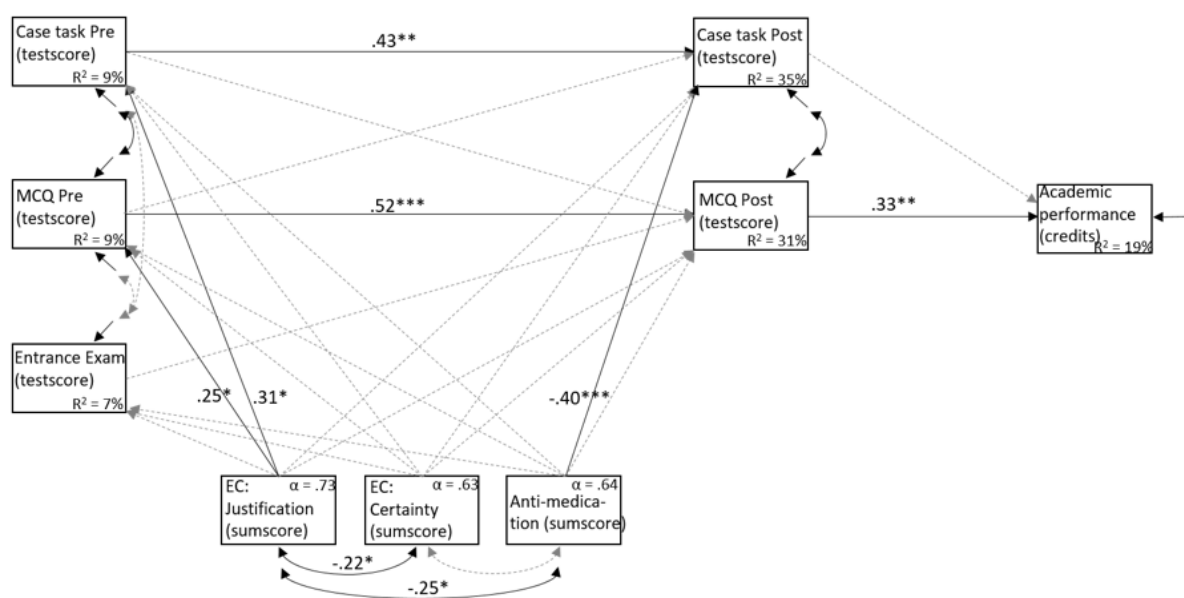 Case task Pre
(testscore)
R² = 9%
.43**
Case task Post
(testscore)
R² = 35%
MCQ Pre
(testscore)
R² = 9%
.52***
MCQ Post
(testscore)
R² = 31%
.33**
Academic
performance
(credits)
R² = 19%
Entrance Exam
(testscore)
R² = 7%
.25*
.31*
-.40***
EC:
α = .73
Justification
(sumscore)
EC:
α = .63
Certainty
(sumscore)
α = .64
Anti-medica-
tion (sumscore)
-.22*
-.25*